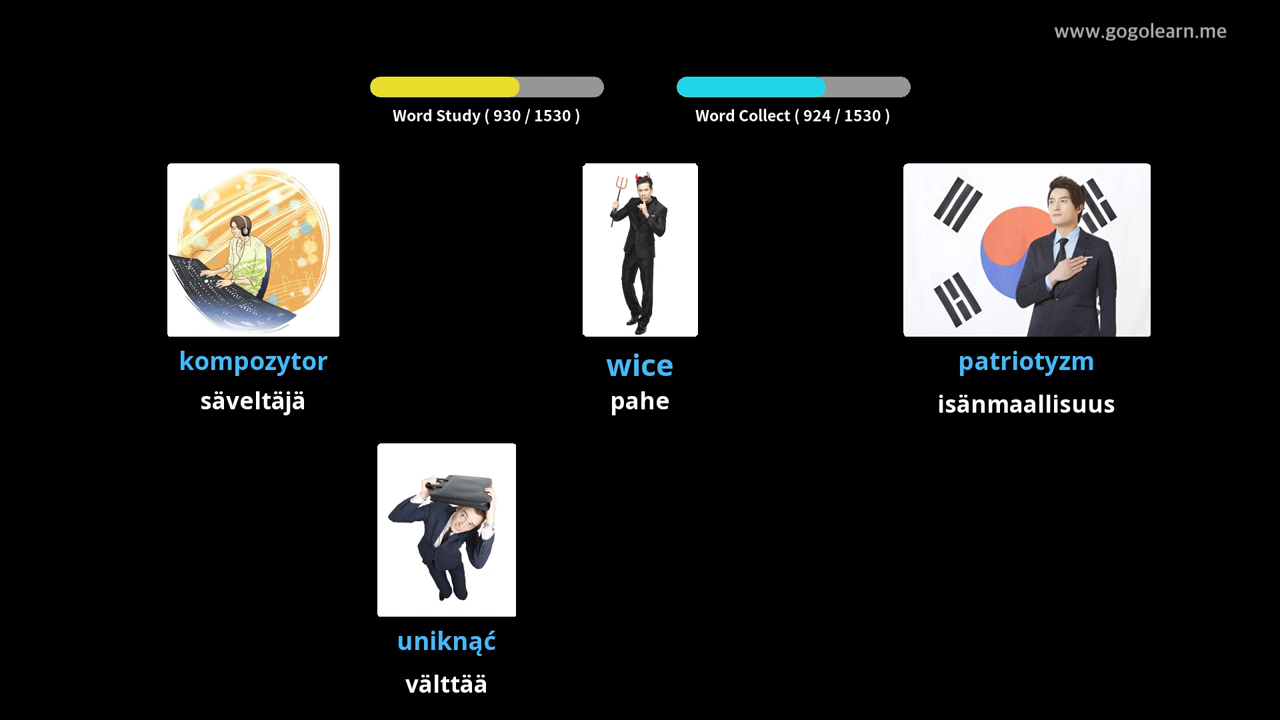 www.gogolearn.me
Word Study ( 930 / 1530 )
Word Collect ( 924 / 1530 )
kompozytor
säveltäjä
wice
pahe
patriotyzm
isänmaallisuus
uniknąć
välttää